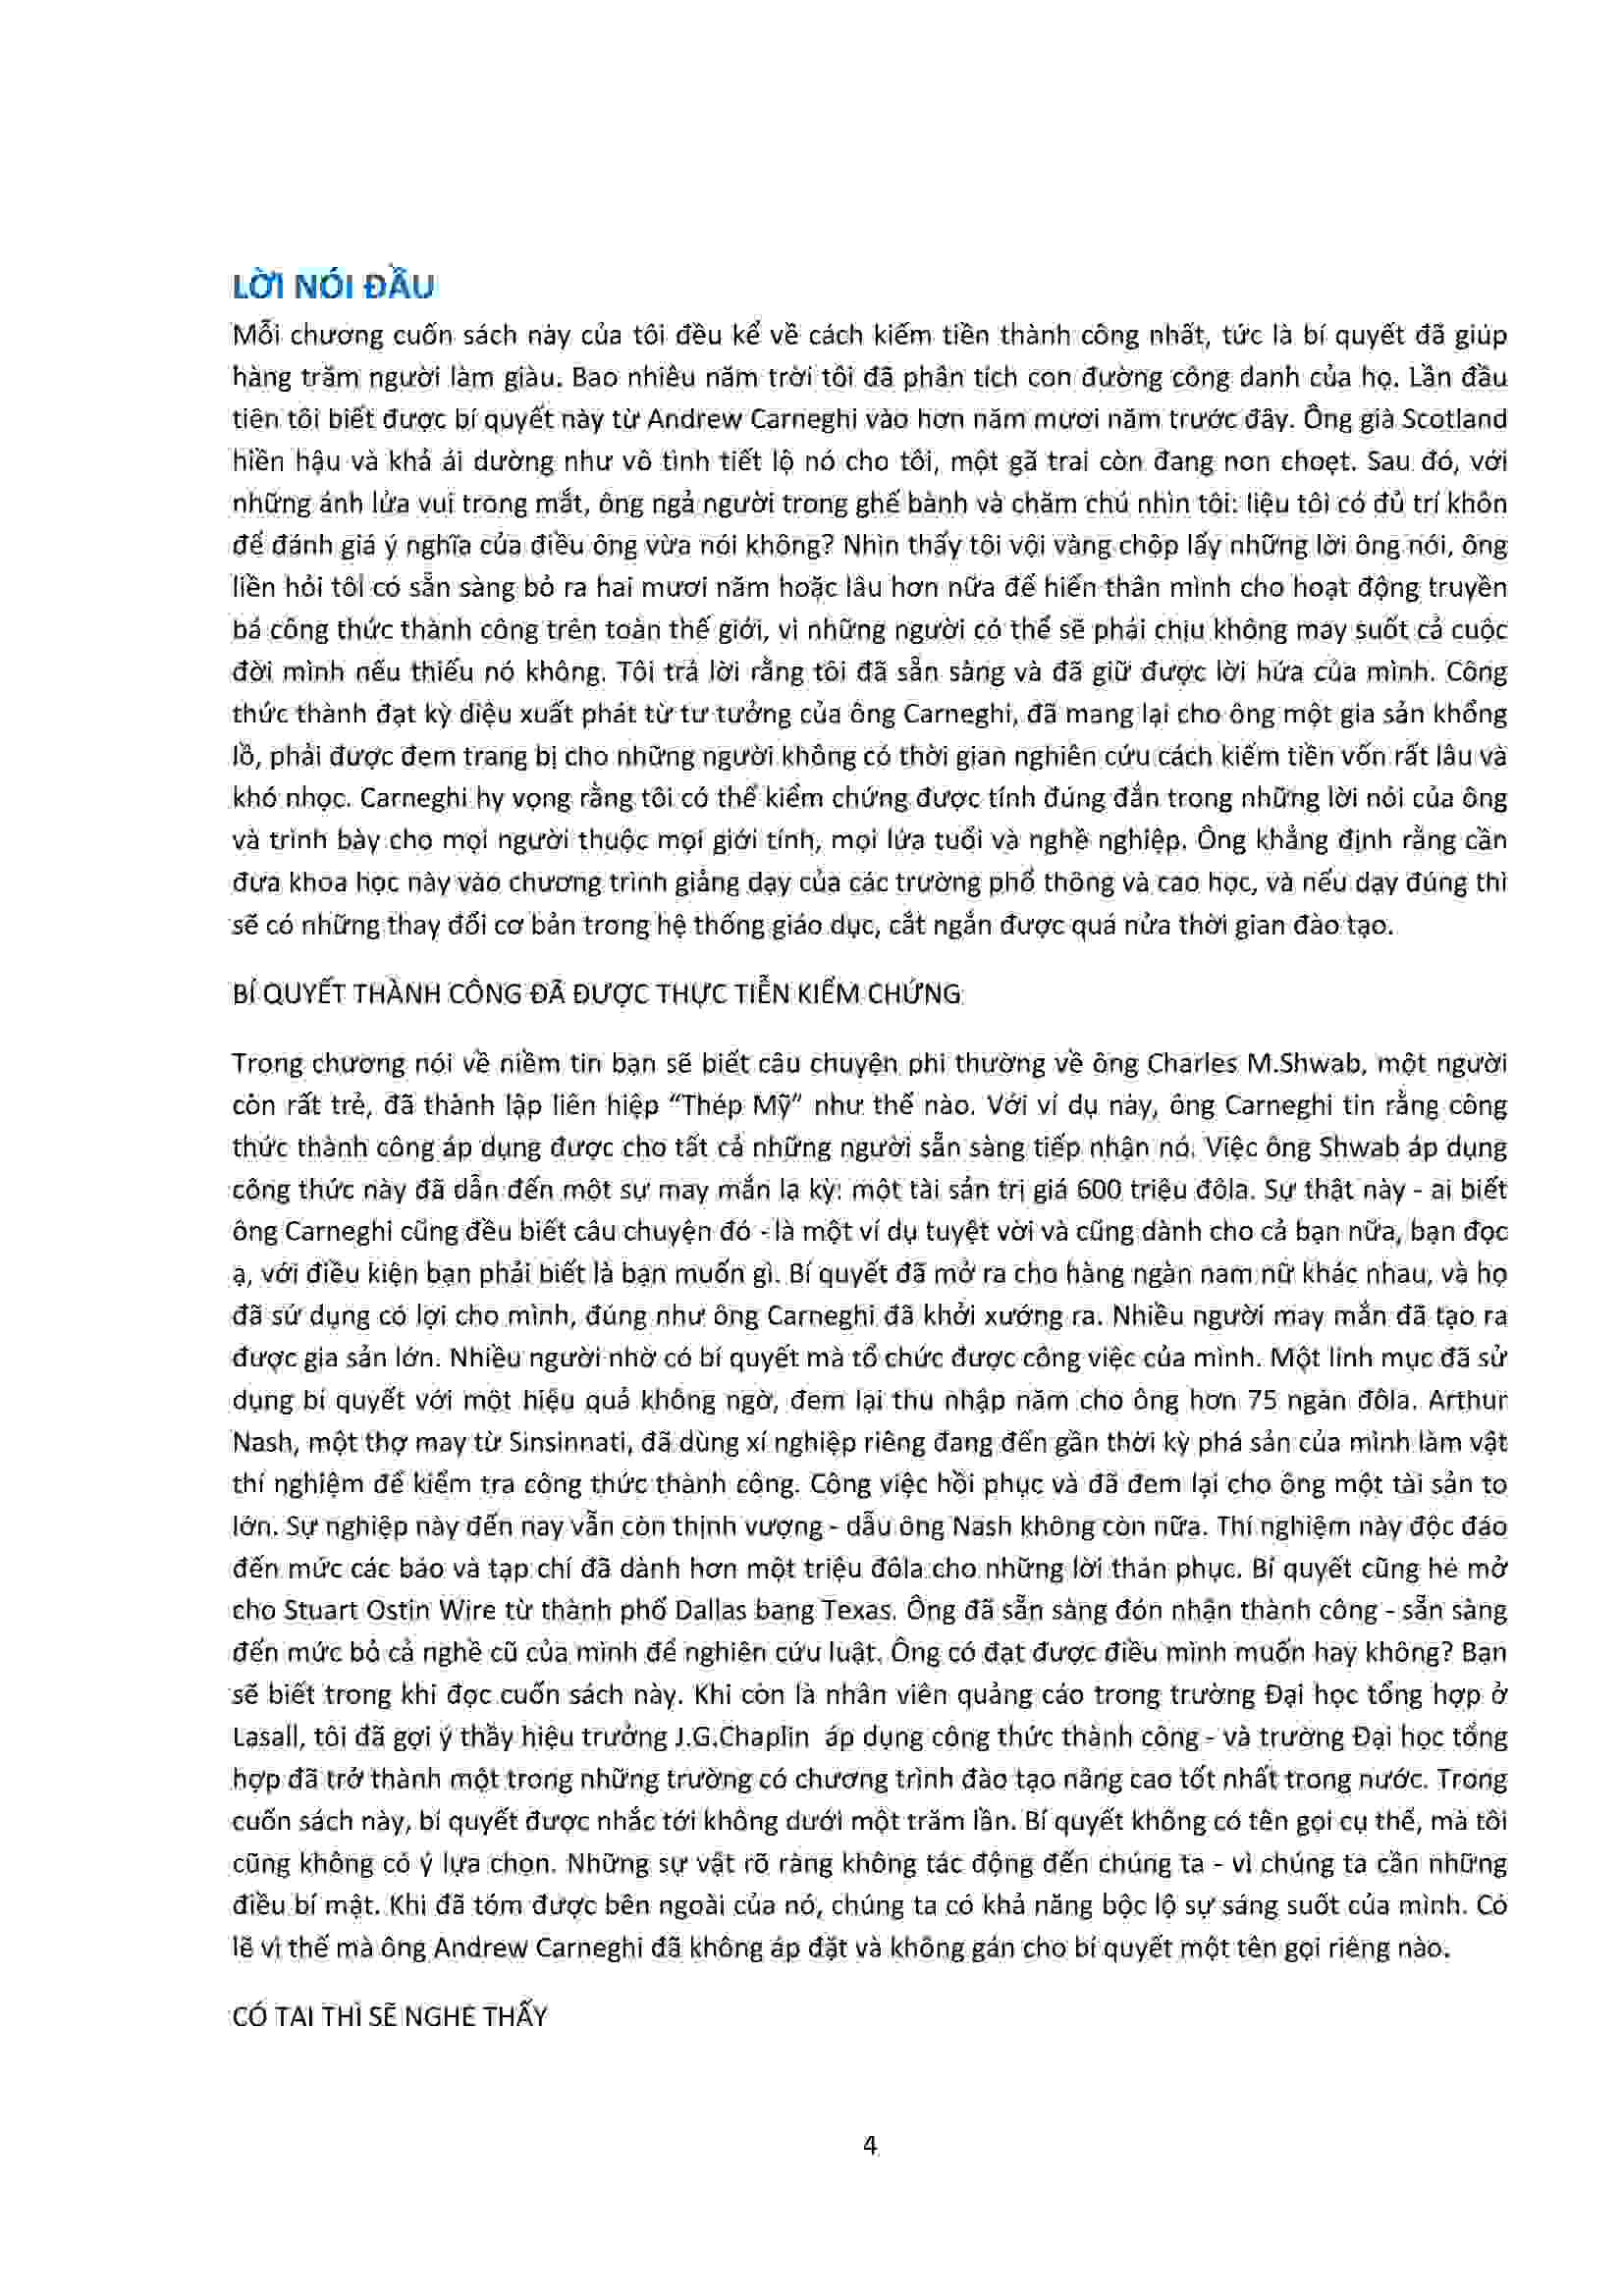 LỜI NÓI ĐẦU
Mỗi chương cuốn sách này của tôi đều kể về cách kiếm tiền thành công nhất, tức là bí quyết đã giúp
hàng trăm người làm giàu. Bao nhiêu năm trời tôi đã phân tích con đường công danh của họ. Lần đầu
tiên tôi biết được bí quyết này từ Andrew Carneghi vào hơn năm mươi năm trước đây. Ông già Scotland
hiền hậu và khả ái dường như vô tình tiết lộ nó cho tôi, một gã trai còn đang non choẹt. Sau đó, với
những ánh lửa vui trong mắt, ông ngả người trong ghế bành và chăm chú nhìn tôi: liệu tôi có đủ trí khôn
để đánh giá ý nghĩa của điều ông vừa nói không? Nhìn thấy tôi vội vàng chộp lấy những lời ông nói, ông
liền hỏi tôi có sẵn sàng bỏ ra hai mươi năm hoặc lâu hơn nữa để hiến thân mình cho hoạt động truyền
bá công thức thành công trên toàn thế giới, vì những người có thể sẽ phải chịu không may suốt cả cuộc
đời mình nếu thiếu nó không. Tôi trả lời rằng tôi đã sẵn sàng và đã giữ được lời hứa của mình. Công
thức thành đạt kỳ diệu xuất phát từ tư tưởng của ông Carneghi, đã mang lại cho ông một gia sản khổng
lồ, phải được đem trang bị cho những người không có thời gian nghiên cứu cách kiếm tiền vốn rất lâu và
khó nhọc. Carneghi hy vọng rằng tôi có thể kiểm chứng được tính đúng đắn trong những lời nói của ông
và trình bày cho mọi người thuộc mọi giới tính, mọi lứa tuổi và nghề nghiệp. Ông khẳng định rằng cần
đưa khoa học này vào chương trình giảng dạy của các trường phổ thông và cao học, và nếu dạy đúng thì
sẽ có những thay đổi cơ bản trong hệ thống giáo dục, cắt ngắn được quá nửa thời gian đào tạo.
BÍ QUYẾT THÀNH CÔNG ĐÃ ĐƯỢC THỰC TIỄN KIỂM CHỨNG
Trong chương nói về niềm tin bạn sẽ biết câu chuyện phi thường về ông Charles M.Shwab, một người
còn rất trẻ, đã thành lập liên hiệp “Thép Mỹ” như thế nào. Với ví dụ này, ông Carneghi tin rằng công
thức thành công áp dụng được cho tất cả những người sẵn sàng tiếp nhận nó. Việc ông Shwab áp dụng
công thức này đã dẫn đến một sự may mắn lạ kỳ: một tài sản trị giá 600 triệu đôla. Sự thật này - ai biết
ông Carneghi cũng đều biết câu chuyện đó - là một ví dụ tuyệt vời và cũng dành cho cả bạn nữa, bạn đọc
ạ, với điều kiện bạn phải biết là bạn muốn gì. Bí quyết đã mở ra cho hàng ngàn nam nữ khác nhau, và họ
đã sử dụng có lợi cho mình, đúng như ông Carneghi đã khởi xướng ra. Nhiều người may mắn đã tạo ra
được gia sản lớn. Nhiều người nhờ có bí quyết mà tổ chức được công việc của mình. Một linh mục đã sử
dụng bí quyết với một hiệu quả không ngờ, đem lại thu nhập năm cho ông hơn 75 ngàn đôla. Arthur
Nash, một thợ may từ Sinsinnati, đã dùng xí nghiệp riêng đang đến gần thời kỳ phá sản của mình làm vật
thí nghiệm để kiểm tra công thức thành công. Công việc hồi phục và đã đem lại cho ông một tài sản to
lớn. Sự nghiệp này đến nay vẫn còn thịnh vượng - dẫu ông Nash không còn nữa. Thí nghiệm này độc đáo
đến mức các báo và tạp chí đã dành hơn một triệu đôla cho những lời thán phục. Bí quyết cũng hé mở
cho Stuart Ostin Wire từ thành phố Dallas bang Texas. Ông đã sẵn sàng đón nhận thành công - sẵn sàng
đến mức bỏ cả nghề cũ của mình để nghiên cứu luật. Ông có đạt được điều mình muốn hay không? Bạn
sẽ biết trong khi đọc cuốn sách này. Khi còn là nhân viên quảng cáo trong trường Đại học tổng hợp ở
Lasall, tôi đã gợi ý thầy hiệu trưởng J.G.Chaplin áp dụng công thức thành công - và trường Đại học tổng
hợp đã trở thành một trong những trường có chương trình đào tạo nâng cao tốt nhất trong nước. Trong
cuốn sách này, bí quyết được nhắc tới không dưới một trăm lần. Bí quyết không có tên gọi cụ thể, mà tôi
cũng không có ý lựa chọn. Những sự vật rõ ràng không tác động đến chúng ta - vì chúng ta cần những
điều bí mật. Khi đã tóm được bên ngoài của nó, chúng ta có khả năng bộc lộ sự sáng suốt của mình. Có
lẽ vì thế mà ông Andrew Carneghi đã không áp đặt và không gán cho bí quyết một tên gọi riêng nào.
CÓ TAI THÌ SẼ NGHE THẤY
4